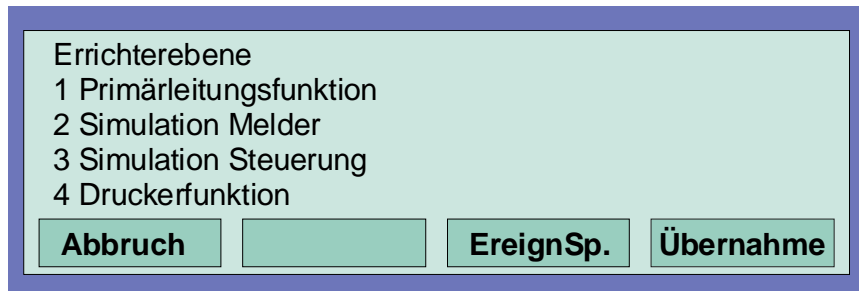 Errichterebene
1 Primärleitungsfunktion
2 Simulation Melder
3 Simulation Steuerung
4 Druckerfunktion
Abbruch EreignSp. Übernahme